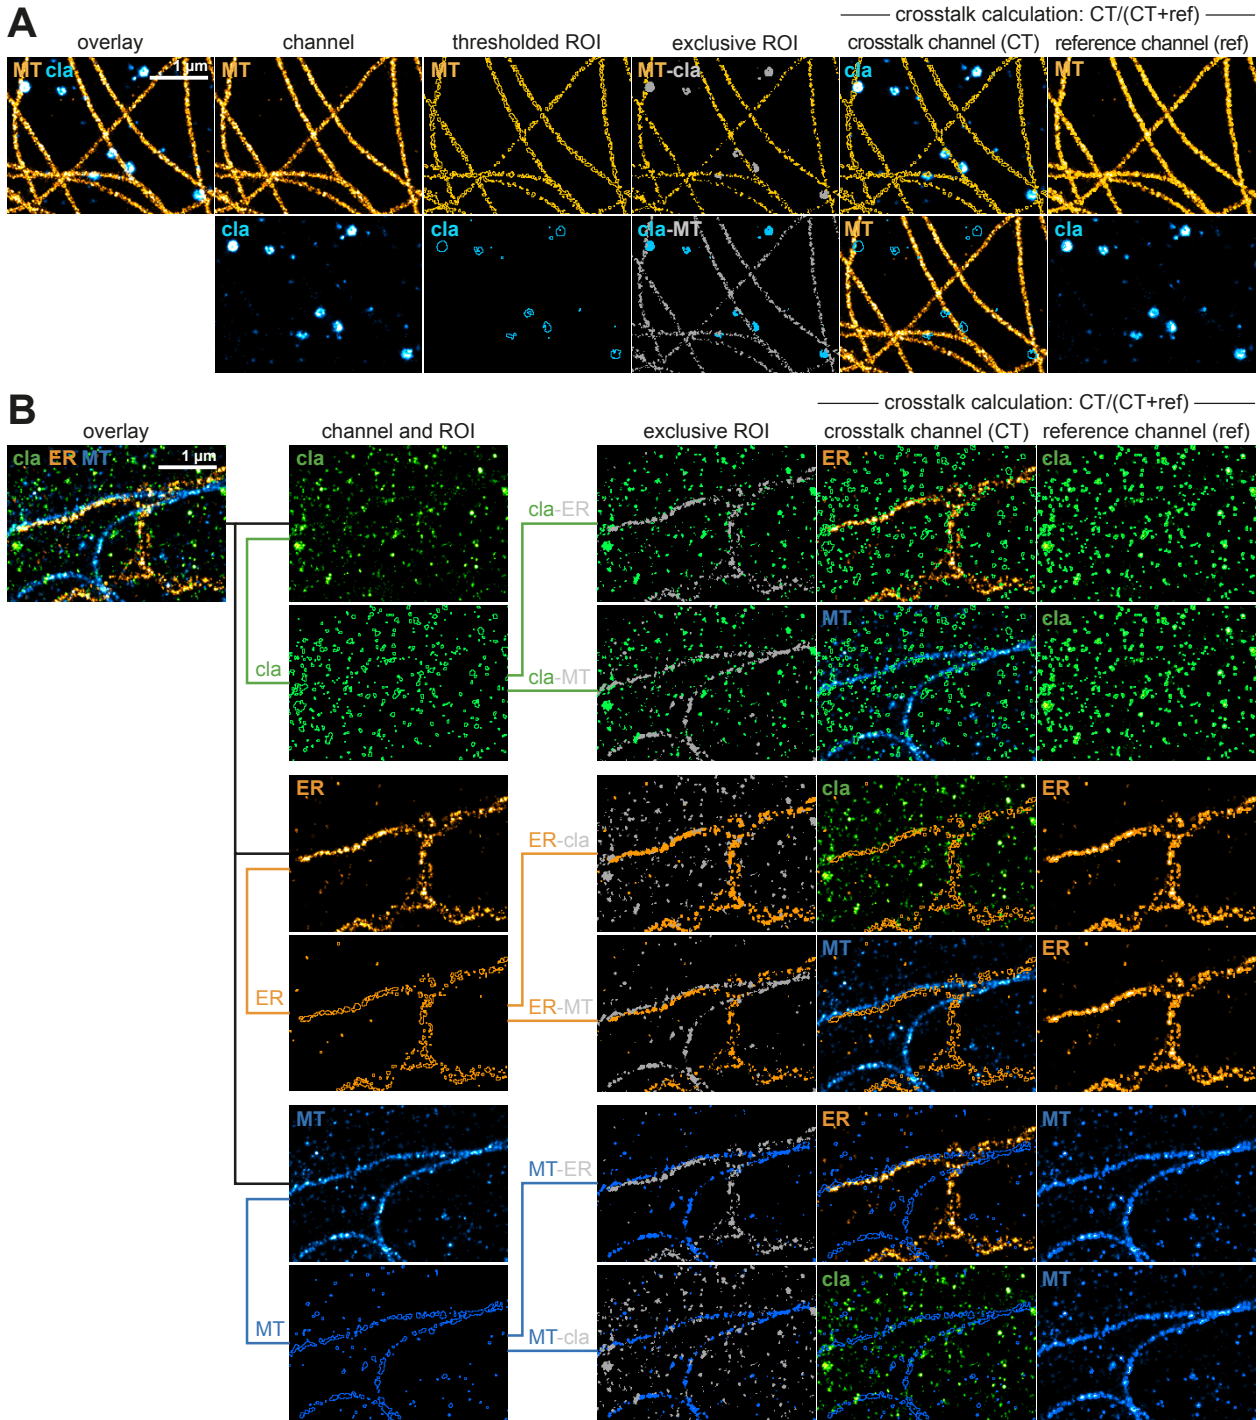 A
crosstalk calculation: CT/(CT+ref)
overlay
channel
thresholded ROI
exclusive ROI
crosstalk channel (CT)
reference channel (ref)
MT cla
1 µm
MT
MT
MT-cla
cla
MT
cla
cla
cla-MT
MT
cla
B
crosstalk calculation: CT/(CT+ref)
overlay
channel and ROI
exclusive ROI
crosstalk channel (CT)
reference channel (ref)
cla ER MT
1 µm
cla
cla-ER
ER
cla
cla
cla-MT
MT
cla
ER
ER-cla
cla
ER
ER
ER-MT
MT
ER
MT
MT-ER
ER
MT
MT
MT-cla
cla
MT